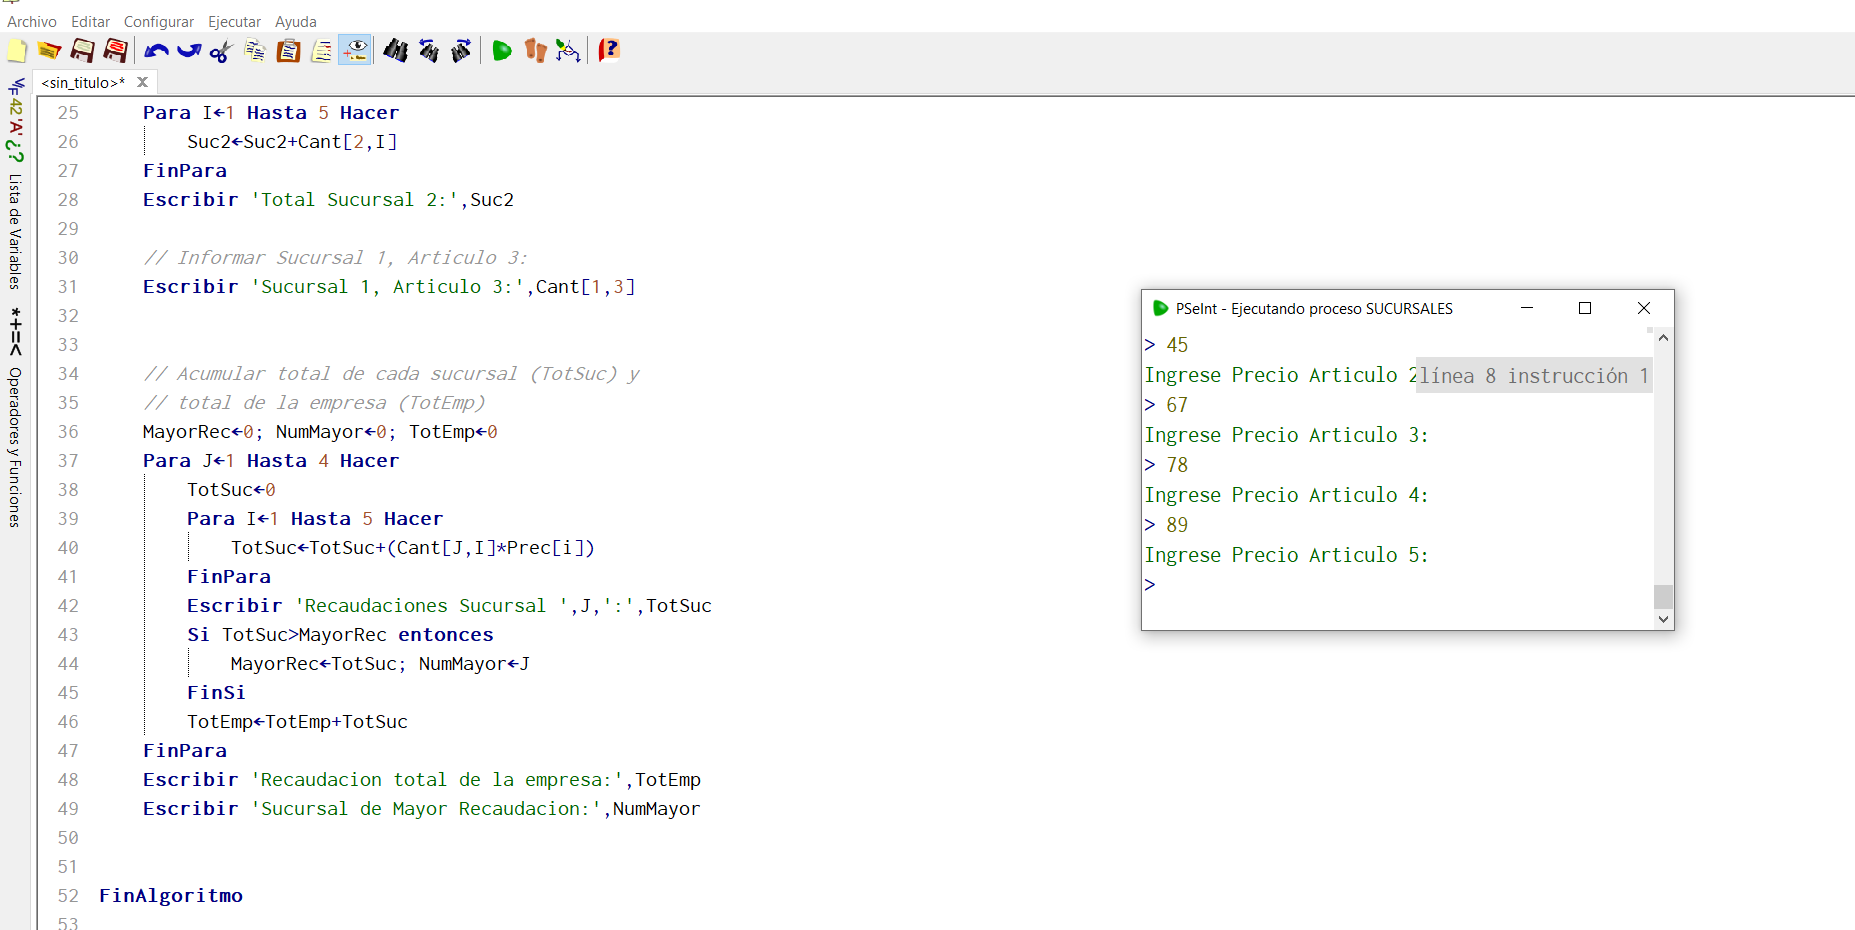 Archivo Editar Configurar Ejecutar Ayuda
<sin_titulo>*
42 'A' ¿? Lista de Variables
*+=< Operadores y Funciones
25 Para I←1 Hasta 5 Hacer
26 Suc2←Suc2+Cant[2,I]
27 FinPara
28 Escribir 'Total Sucursal 2:',Suc2
29
30 // Informar Sucursal 1, Articulo 3:
31 Escribir 'Sucursal 1, Articulo 3:',Cant[1,3]
32
33
34 // Acumular total de cada sucursal (TotSuc) y
35 // total de la empresa (TotEmp)
36 MayorRec←0; NumMayor←0; TotEmp←0
37 Para J←1 Hasta 4 Hacer
38 TotSuc←0
39 Para I←1 Hasta 5 Hacer
40 TotSuc←TotSuc+(Cant[J,I]*Prec[i])
41 FinPara
42 Escribir 'Recaudaciones Sucursal ',J,':',TotSuc
43 Si TotSuc>MayorRec entonces
44 MayorRec←TotSuc; NumMayor←J
45 FinSi
46 TotEmp←TotEmp+TotSuc
47 FinPara
48 Escribir 'Recaudacion total de la empresa:',TotEmp
49 Escribir 'Sucursal de Mayor Recaudacion:',NumMayor
50
51
52 FinAlgoritmo
53
PSeInt - Ejecutando proceso SUCURSALES
> 45
Ingrese Precio Articulo 2 línea 8 instrucción 1
> 67
Ingrese Precio Articulo 3:
> 78
Ingrese Precio Articulo 4:
> 89
Ingrese Precio Articulo 5:
>